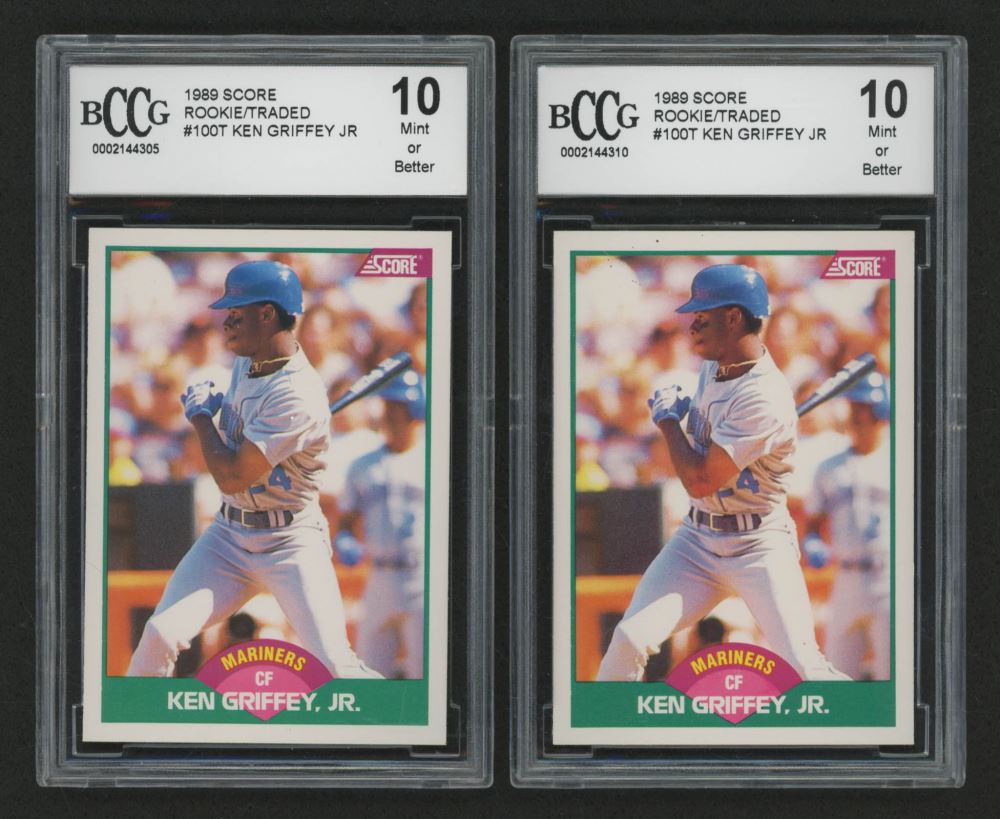 BCCG
0002144305
1989 SCORE
ROOKIE/TRADED
#100T KEN GRIFFEY JR
10
Mint
or
Better
SCORE
24
MARINERS
CF
KEN GRIFFEY, JR.
BCCG
0002144310
1989 SCORE
ROOKIE/TRADED
#100T KEN GRIFFEY JR
10
Mint
or
Better
SCORE
24
MARINERS
CF
KEN GRIFFEY, JR.